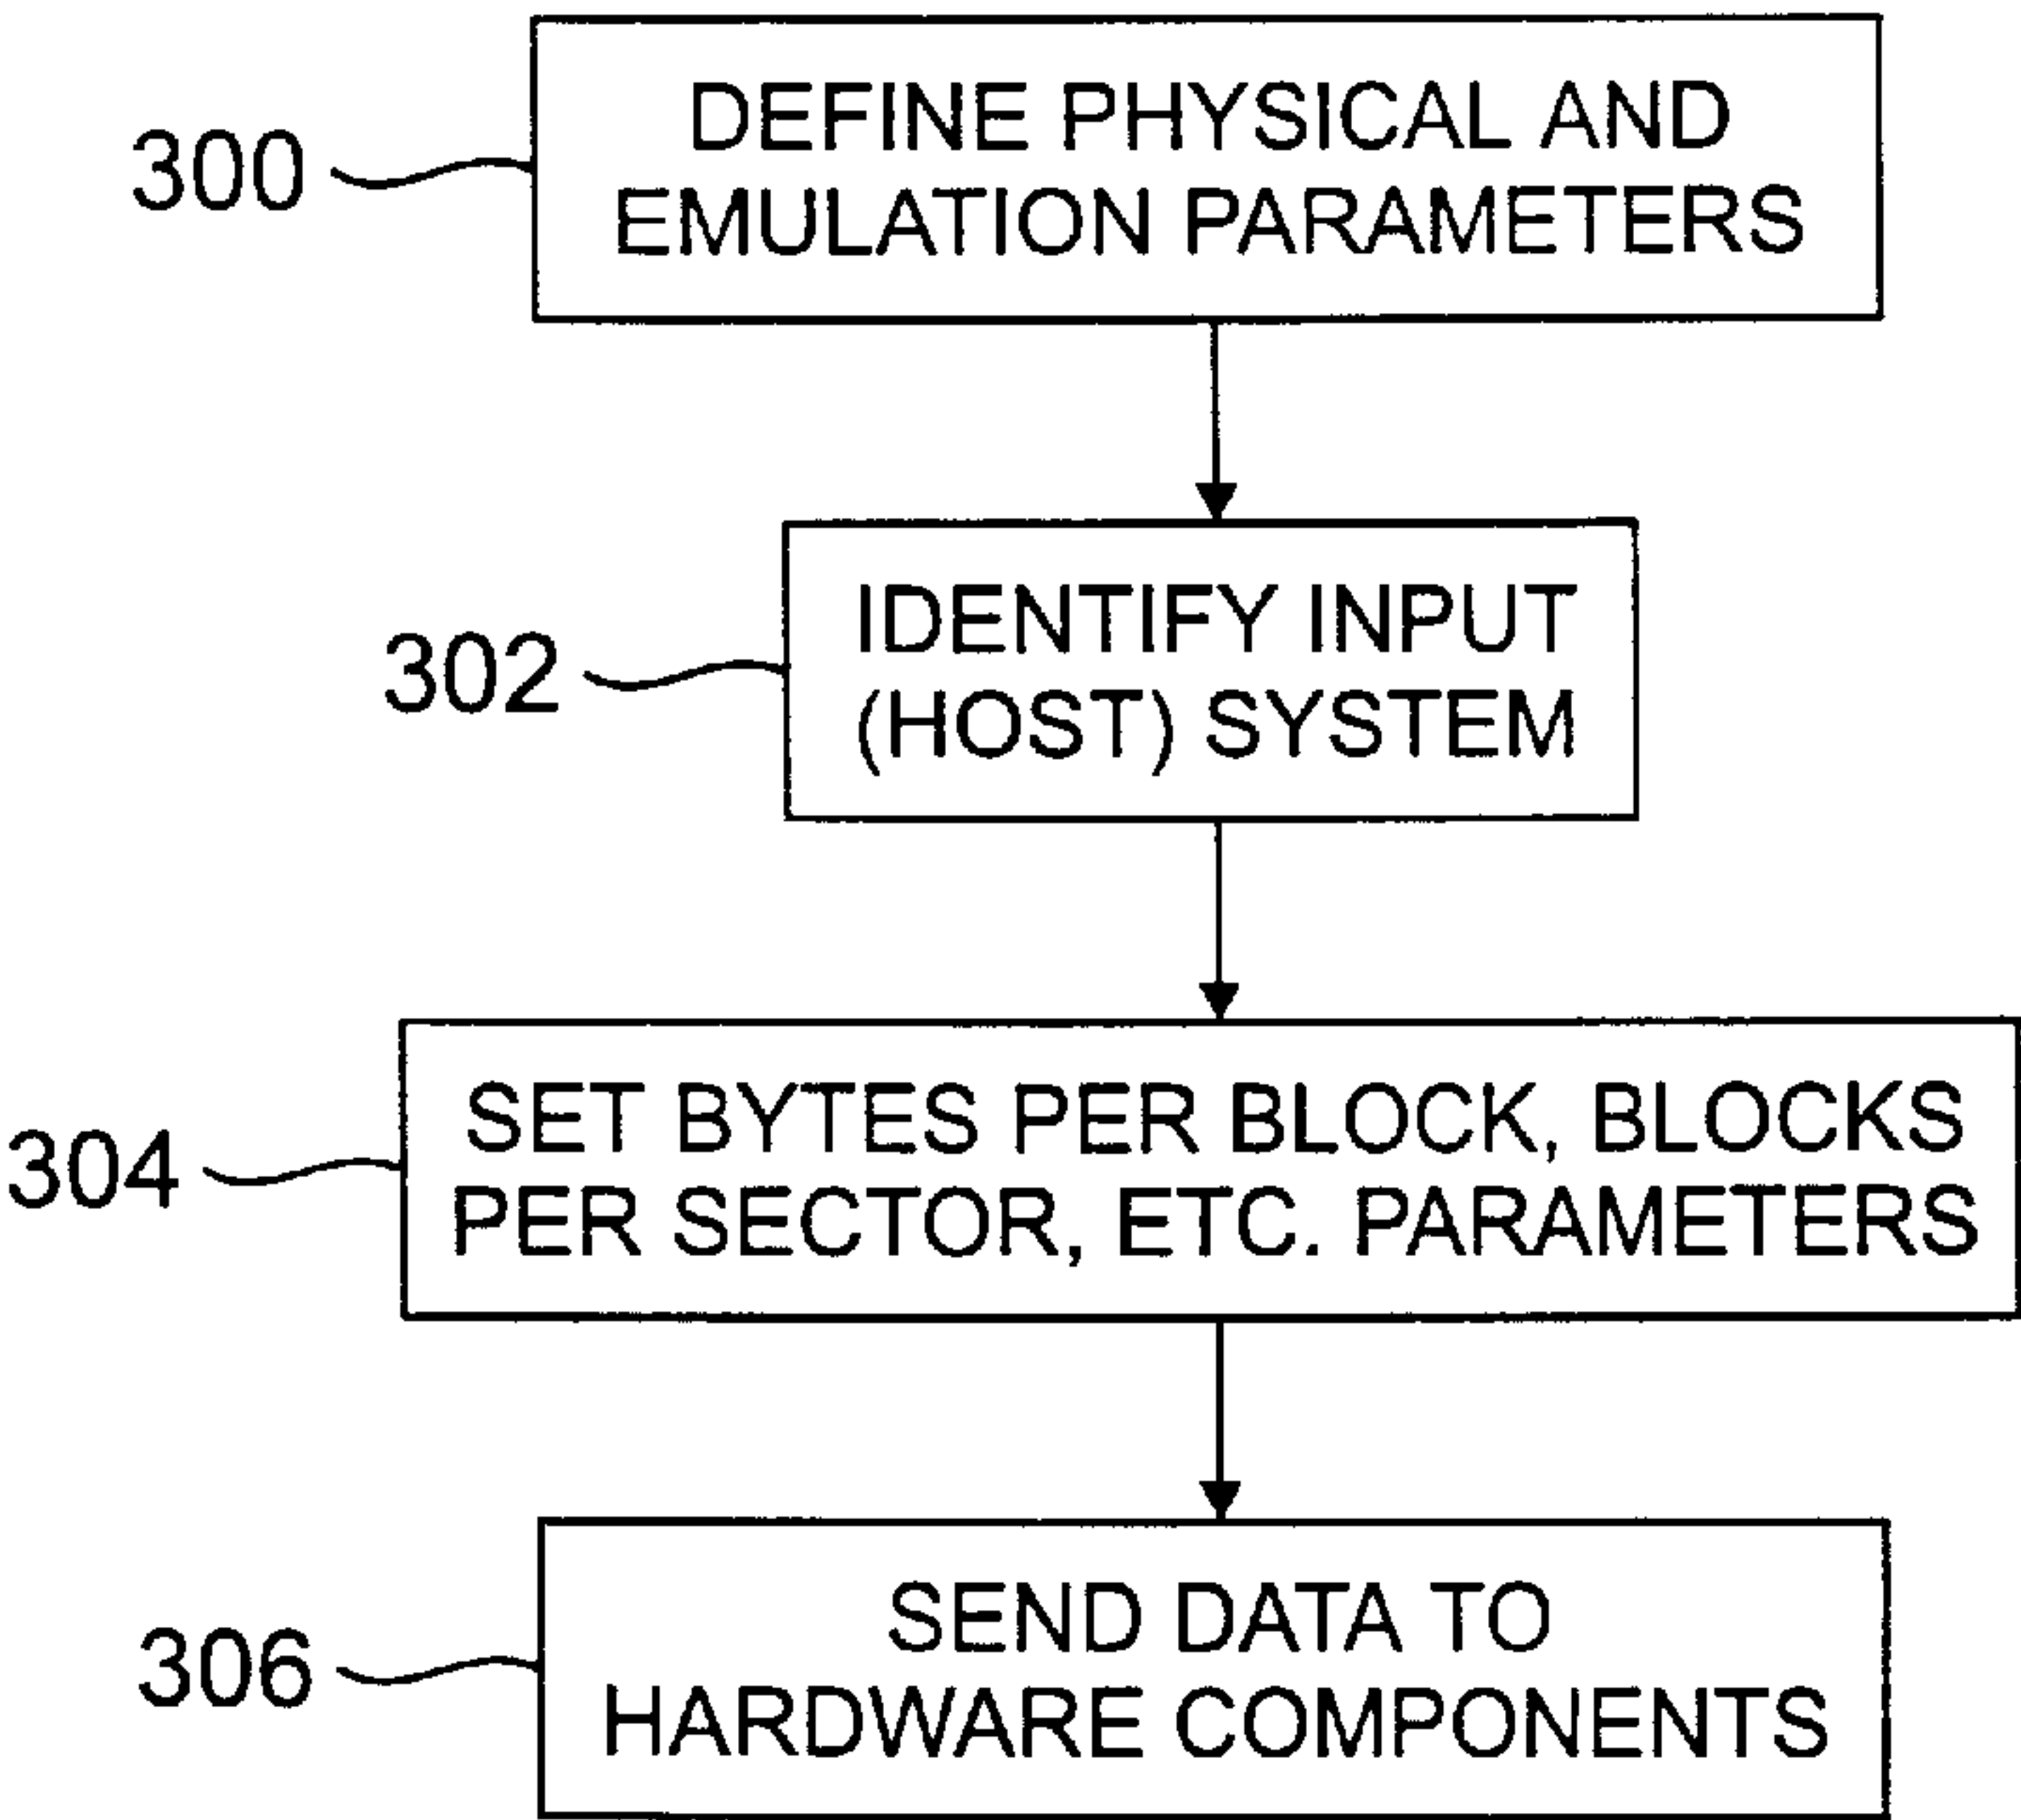 300
DEFINE PHYSICAL AND
EMULATION PARAMETERS
302
IDENTIFY INPUT
(HOST) SYSTEM
304
SET BYTES PER BLOCK, BLOCKS
PER SECTOR, ETC. PARAMETERS
306
SEND DATA TO
HARDWARE COMPONENTS